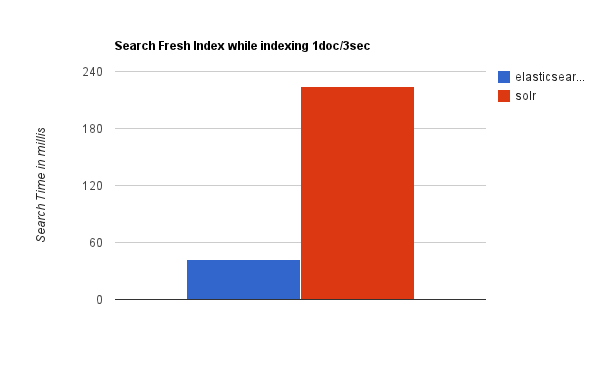 Search Fresh Index while indexing 1doc/3sec
240
180
120
60
0
Search Time in millis
elasticsear...
solr